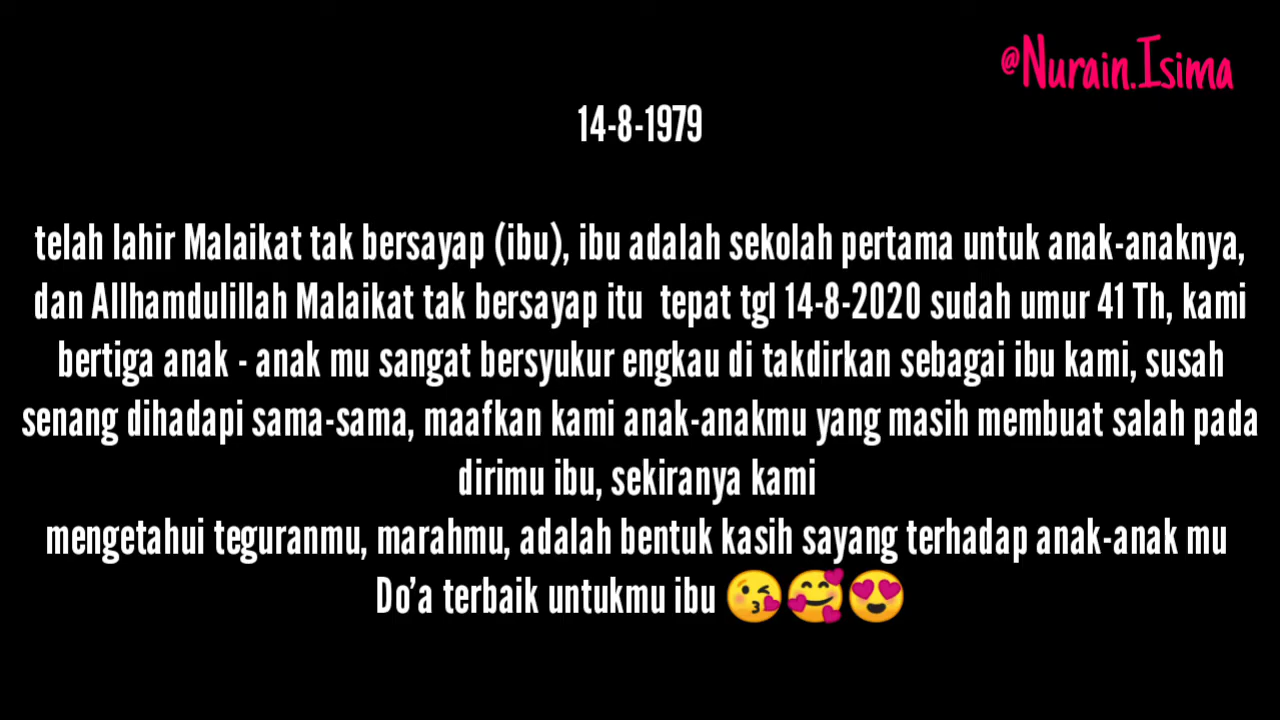 @Nurain.Isima
14-8-1979
telah lahir Malaikat tak bersayap (ibu), ibu adalah sekolah pertama untuk anak-anaknya,
dan Allhamdulillah Malaikat tak bersayap itu  tepat tgl 14-8-2020 sudah umur 41 Th, kami
bertiga anak - anak mu sangat bersyukur engkau di takdirkan sebagai ibu kami, susah
senang dihadapi sama-sama, maafkan kami anak-anakmu yang masih membuat salah pada
dirimu ibu, sekiranya kami
mengetahui teguranmu, marahmu, adalah bentuk kasih sayang terhadap anak-anak mu
Do’a terbaik untukmu ibu 😘🥰😍